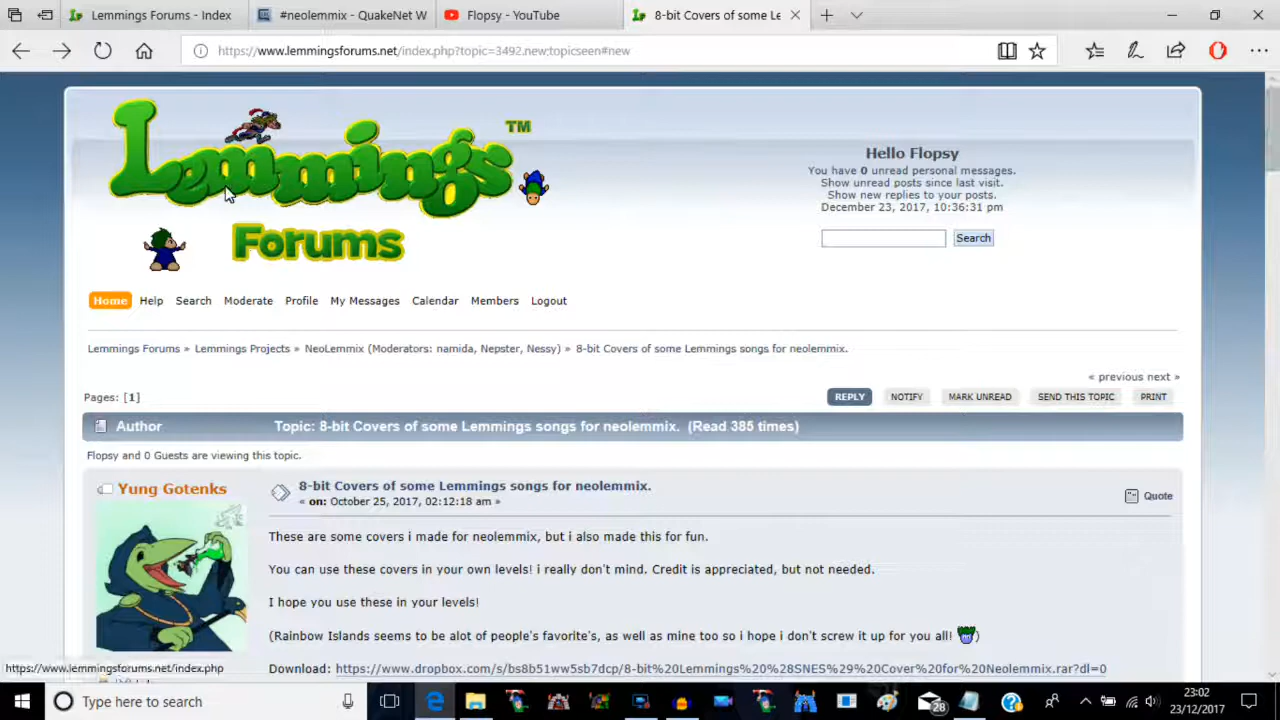 Lemmings Forums - Index
#neolemmix - QuakeNet W
Flopsy - YouTube
8-bit Covers of some Le
https://www.lemmingsforums.net/index.php?topic=3492.new;topicseen#new
Lemmings TM
Forums
Hello Flopsy
You have 0 unread personal messages.
Show unread posts since last visit.
Show new replies to your posts.
December 23, 2017, 10:36:31 pm
Search
Home Help Search Moderate Profile My Messages Calendar Members Logout
Lemmings Forums » Lemmings Projects » NeoLemmix (Moderators: namida, Nepster, Nessy) » 8-bit Covers of some Lemmings songs for neolemmix.
« previous next »
Pages: [1]
REPLY NOTIFY MARK UNREAD SEND THIS TOPIC PRINT
Author Topic: 8-bit Covers of some Lemmings songs for neolemmix. (Read 385 times)
Flopsy and 0 Guests are viewing this topic.
Yung Gotenks
8-bit Covers of some Lemmings songs for neolemmix.
« on: October 25, 2017, 02:12:18 am »
Quote
These are some covers i made for neolemmix, but i also made this for fun.
You can use these covers in your own levels! i really don't mind. Credit is appreciated, but not needed.
I hope you use these in your levels!
(Rainbow Islands seems to be alot of people's favorite's, as well as mine too so i hope i don't screw it up for you all! )
Download: https://www.dropbox.com/s/bs8b51ww5sb7dcp/8-bit%20Lemmings%20%28SNES%29%20Cover%20for%20Neolemmix.rar?dl=0
https://www.lemmingsforums.net/index.php
Type here to search
28
23:02
23/12/2017